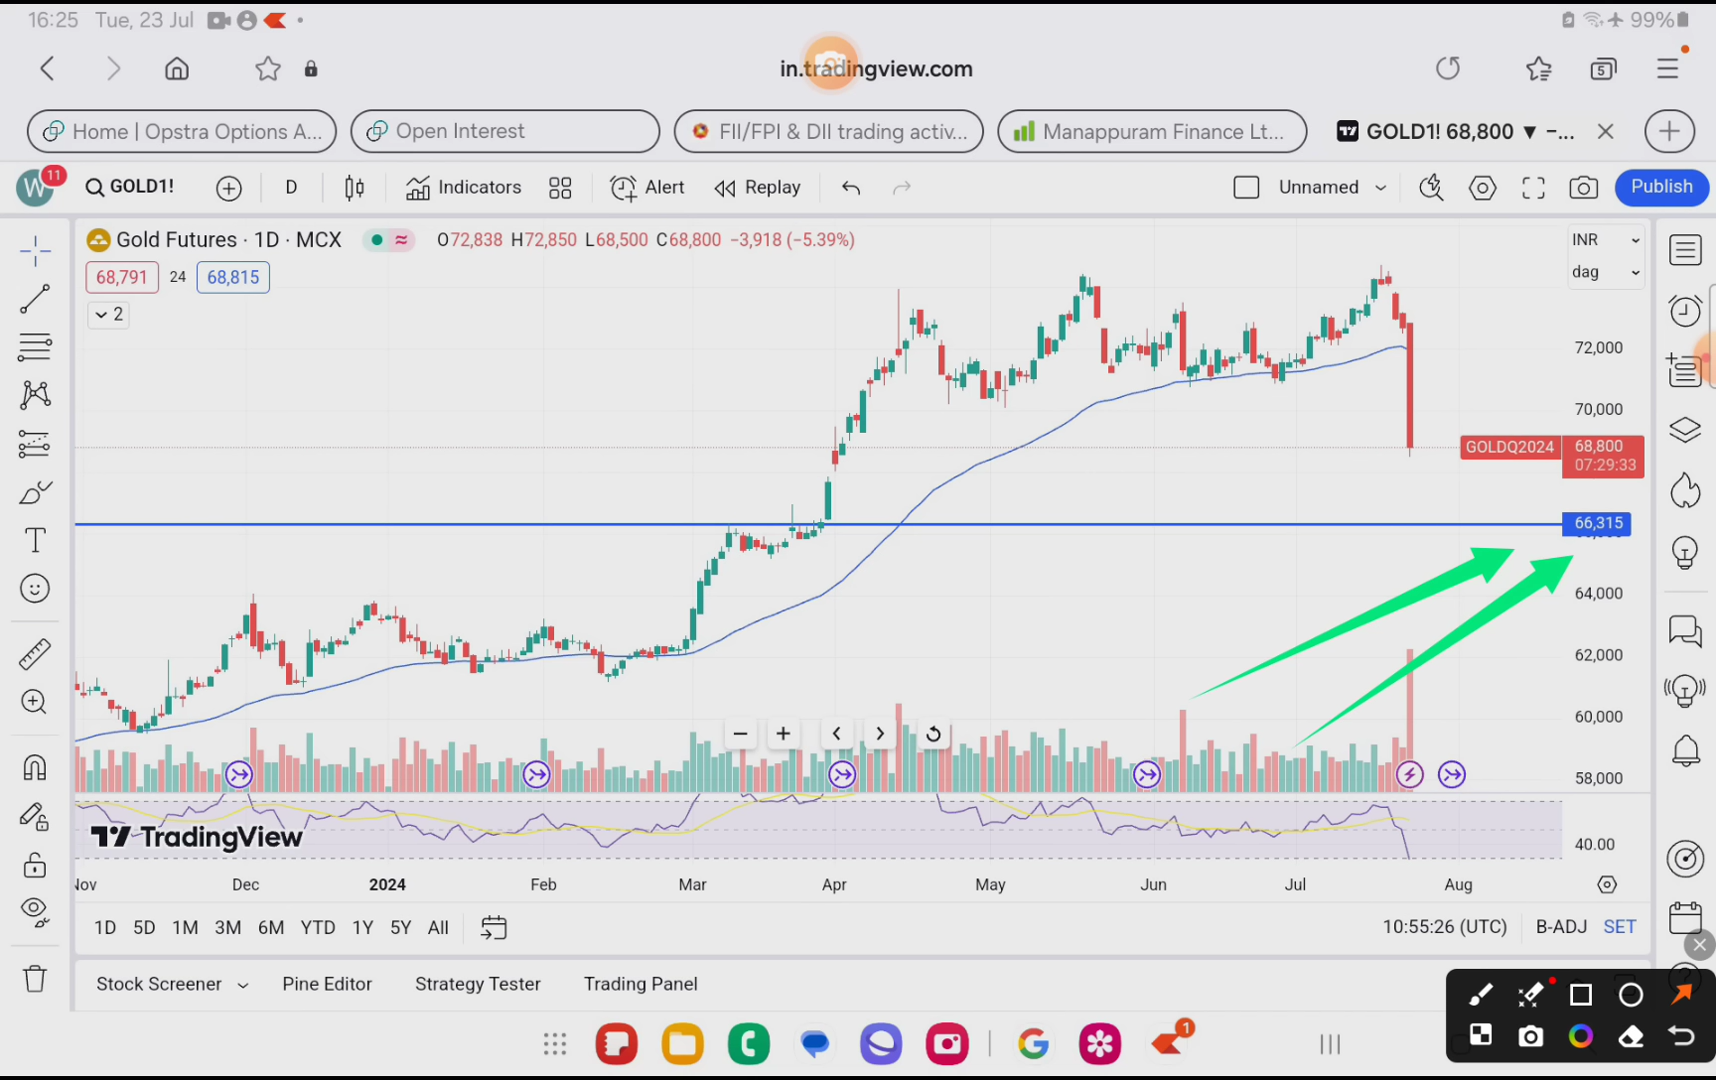 16:25 Tue, 23 Jul 99%
in.tradingview.com 5
Home | Opstra Options A... Open Interest FII/FPI & DII trading activ... Manappuram Finance Lt... GOLD1! 68,800 ▼ −...
W 11 GOLD1! D Indicators Alert Replay Unnamed Publish
Gold Futures · 1D · MCX O72,838 H72,850 L68,500 C68,800 −3,918 (−5.39%) INR
68,791 24 68,815 dag
2
72,000
70,000
GOLDQ2024 68,800
07:29:33
66,315
64,000
62,000
60,000
58,000
TradingView 40.00
Nov Dec 2024 Feb Mar Apr May Jun Jul Aug
1D 5D 1M 3M 6M YTD 1Y 5Y All 10:55:26 (UTC) B-ADJ SET
Stock Screener Pine Editor Strategy Tester Trading Panel
1